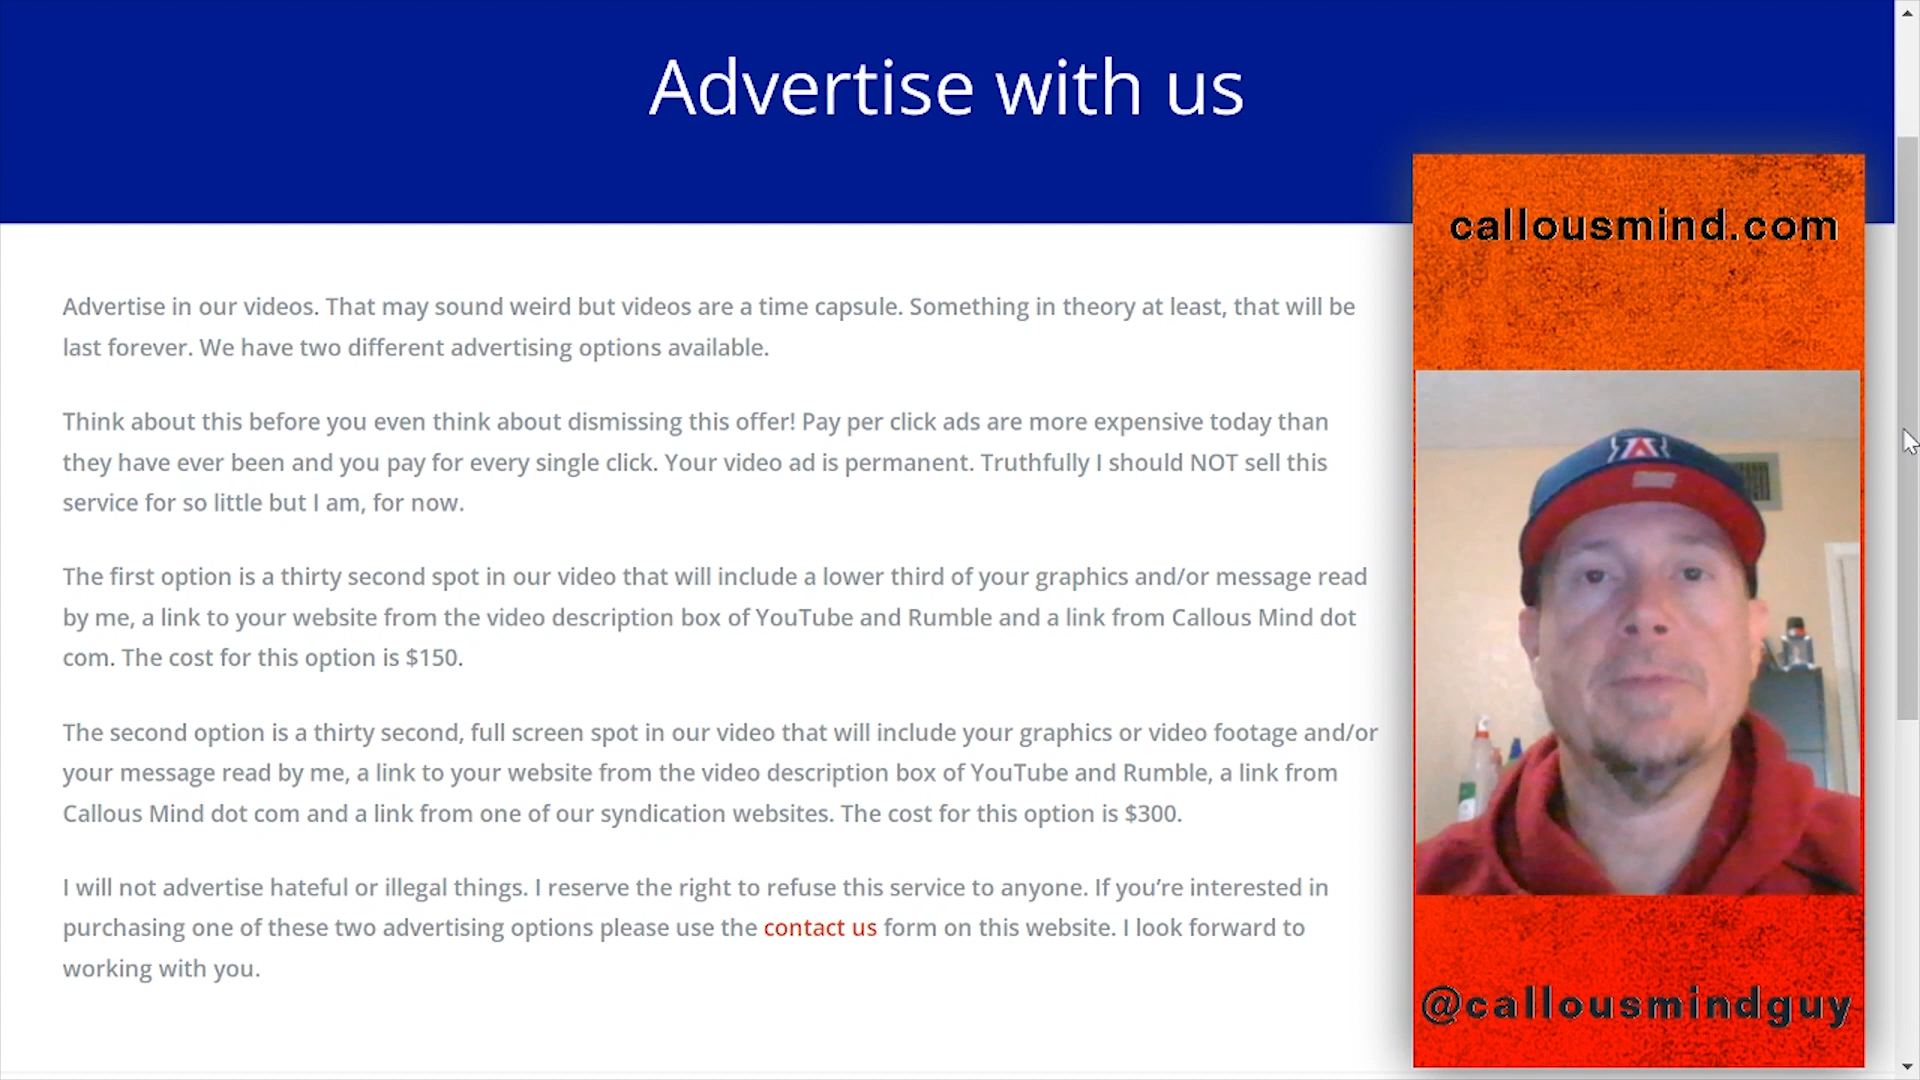 Advertise with us
callousmind.com
Advertise in our videos. That may sound weird but videos are a time capsule. Something in theory at least, that will be
last forever. We have two different advertising options available.
Think about this before you even think about dismissing this offer! Pay per click ads are more expensive today than
they have ever been and you pay for every single click. Your video ad is permanent. Truthfully I should NOT sell this
service for so little but I am, for now.
The first option is a thirty second spot in our video that will include a lower third of your graphics and/or message read
by me, a link to your website from the video description box of YouTube and Rumble and a link from Callous Mind dot
com. The cost for this option is $150.
The second option is a thirty second, full screen spot in our video that will include your graphics or video footage and/or
your message read by me, a link to your website from the video description box of YouTube and Rumble, a link from
Callous Mind dot com and a link from one of our syndication websites. The cost for this option is $300.
I will not advertise hateful or illegal things. I reserve the right to refuse this service to anyone. If you’re interested in
purchasing one of these two advertising options please use the contact us form on this website. I look forward to
working with you.
@callousmindguy